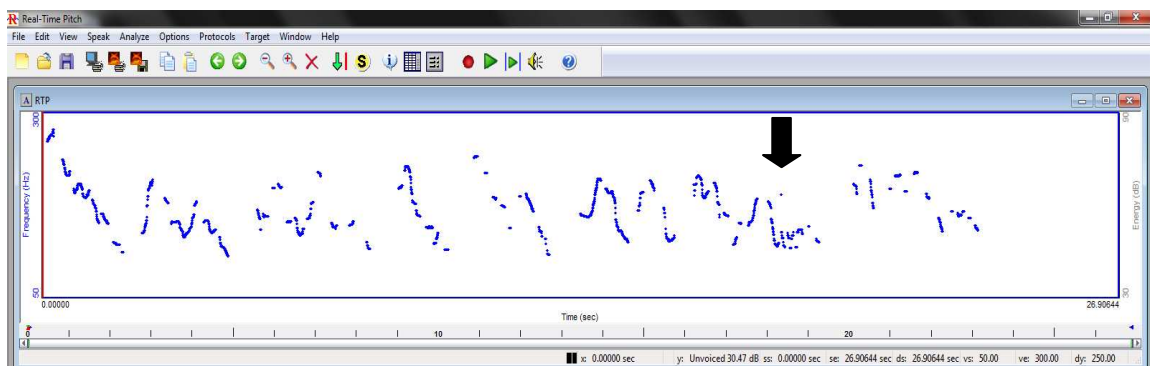 Real-Time Pitch
File Edit View Speak Analyze Options Protocols Target Window Help
A RTP
300
90
Frequency (Hz)
Energy (dB)
50
30
0.00000
26.90644
Time (sec)
0 10 20
x: 0.00000 sec y: Unvoiced 30.47 dB ss: 0.00000 sec se: 26.90644 sec ds: 26.90644 sec vs: 50.00 ve: 300.00 dy: 250.00